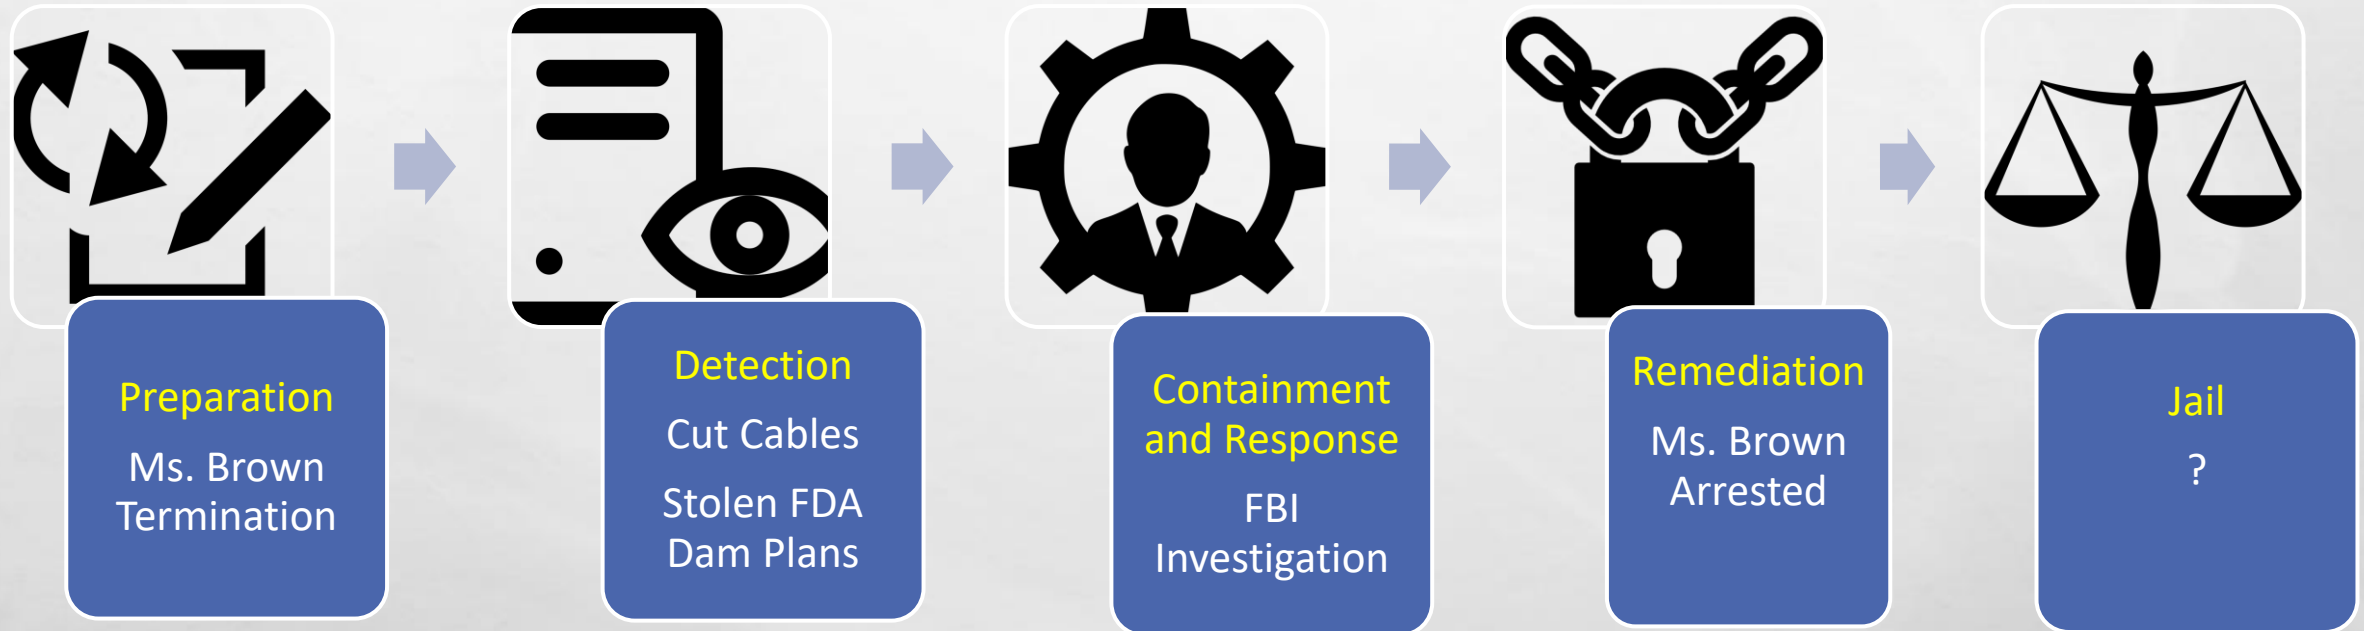 Preparation
Ms. Brown
Termination
Detection
Cut Cables
Stolen FDA
Dam Plans
Containment
and Response
FBI
Investigation
Remediation
Ms. Brown
Arrested
Jail
?